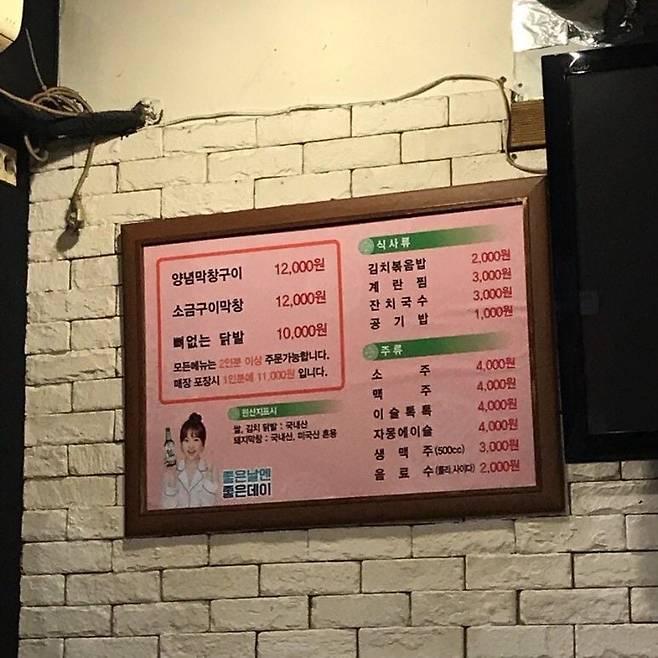 양념막창구이 12,000원
소금구이막창 12,000원
뼈없는 닭발 10,000원
모든메뉴는 2인분 이상 주문가능합니다.
매장 포장시 1인분에 11,000원 입니다.
원산지표시
쌀, 김치 닭발 : 국내산
돼지막창 : 국내산, 미국산 혼용
좋은날엔
좋은데이
식사류
김치볶음밥 2,000원
계란찜 3,000원
잔치국수 3,000원
공기밥 1,000원
주류
소주 4,000원
맥주 4,000원
이슬톡톡 4,000원
자몽에이슬 4,000원
생맥주(500cc) 3,000원
음료수(콜라,사이다) 2,000원